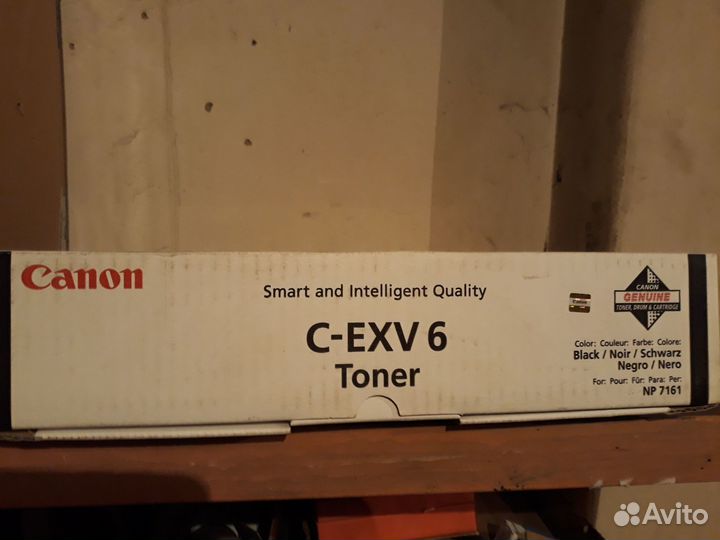 Canon
Smart and Intelligent Quality
C-EXV 6
Toner
Canon
CANON
GENUINE
TONER, DRUM & CARTRIDGE
Color: Couleur: Farbe: Colore:
Black / Noir / Schwarz
Negro / Nero
For: Pour: Für: Para: Per:
NP 7161
Avito